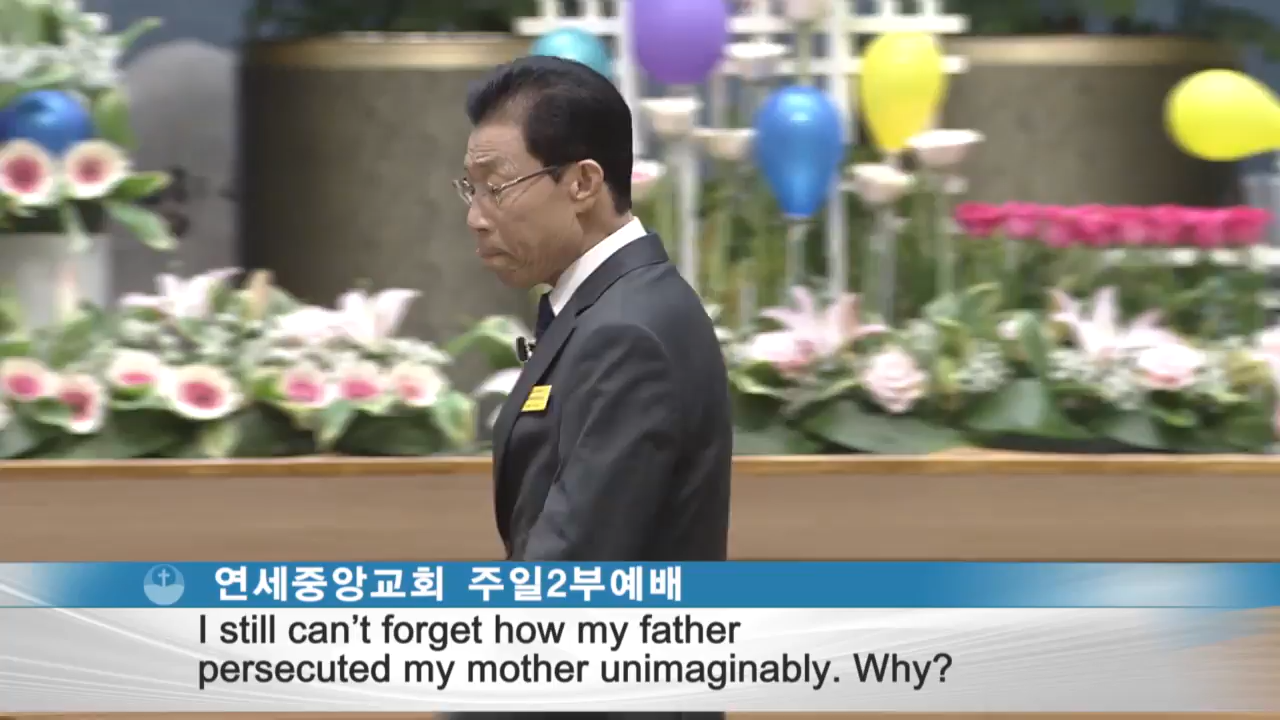 연세중앙교회 주일2부예배
I still can't forget how my father
persecuted my mother unimaginably. Why?